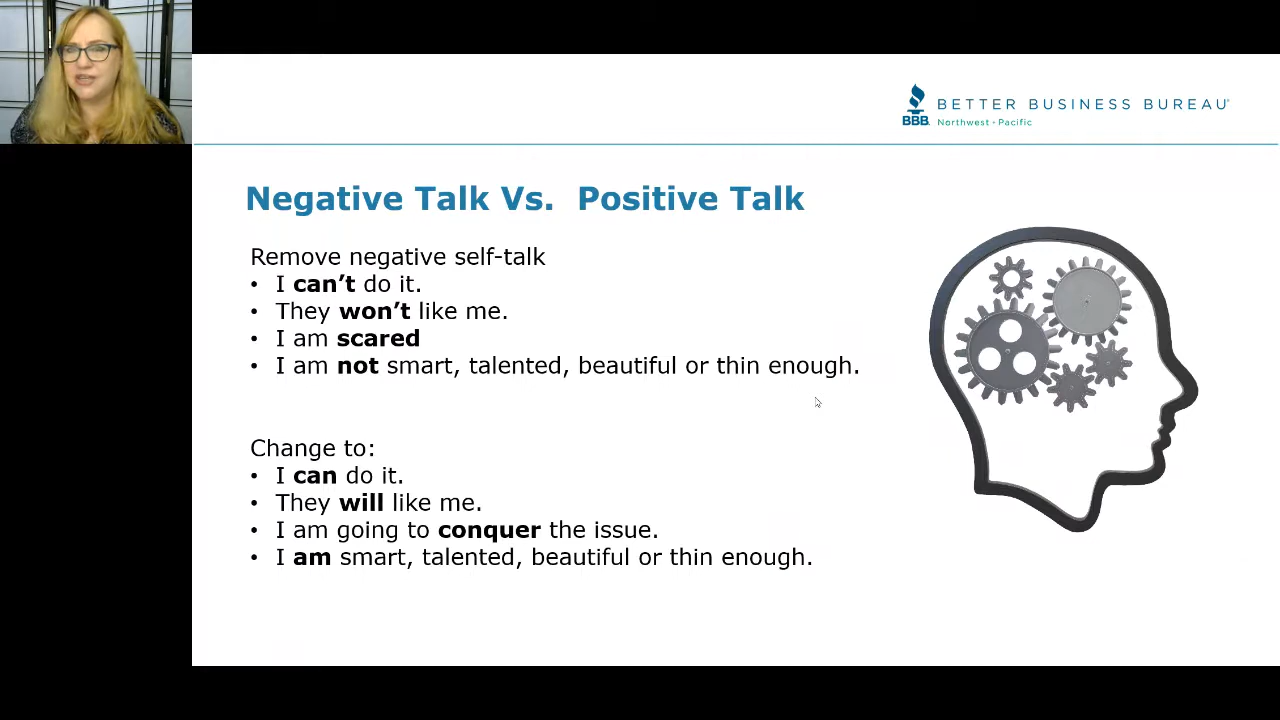 BETTER BUSINESS BUREAU
BBB
Northwest + Pacific
Negative Talk Vs. Positive Talk
Remove negative self-talk
• I can’t do it.
• They won’t like me.
• I am scared
• I am not smart, talented, beautiful or thin enough.
Change to:
• I can do it.
• They will like me.
• I am going to conquer the issue.
• I am smart, talented, beautiful or thin enough.